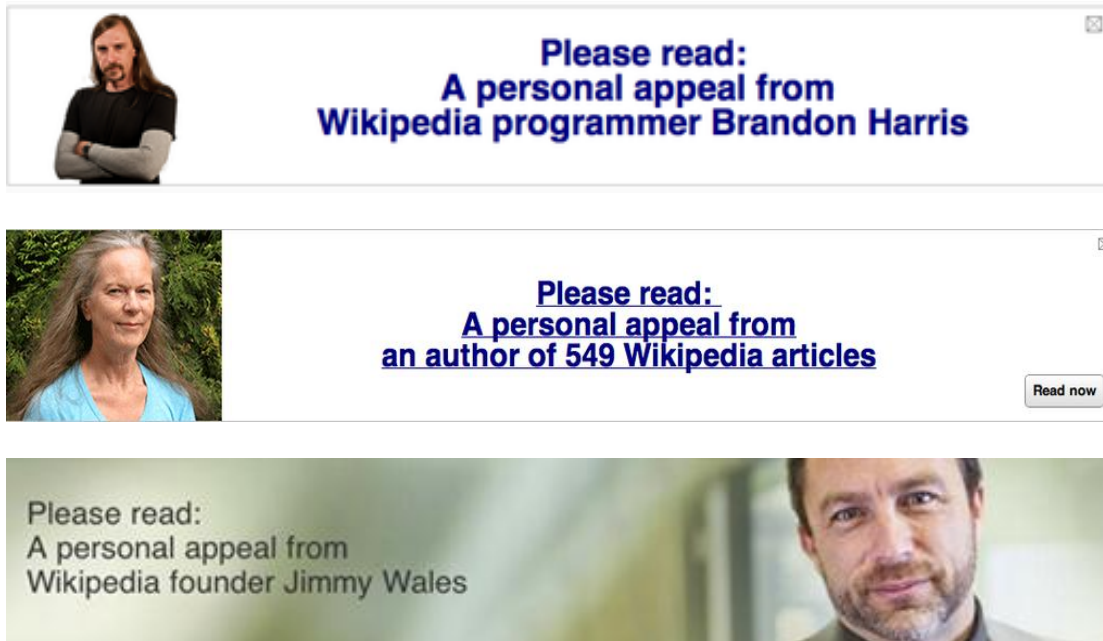 Please read:
A personal appeal from
Wikipedia programmer Brandon Harris
Please read:
A personal appeal from
an author of 549 Wikipedia articles
Read now
Please read:
A personal appeal from
Wikipedia founder Jimmy Wales